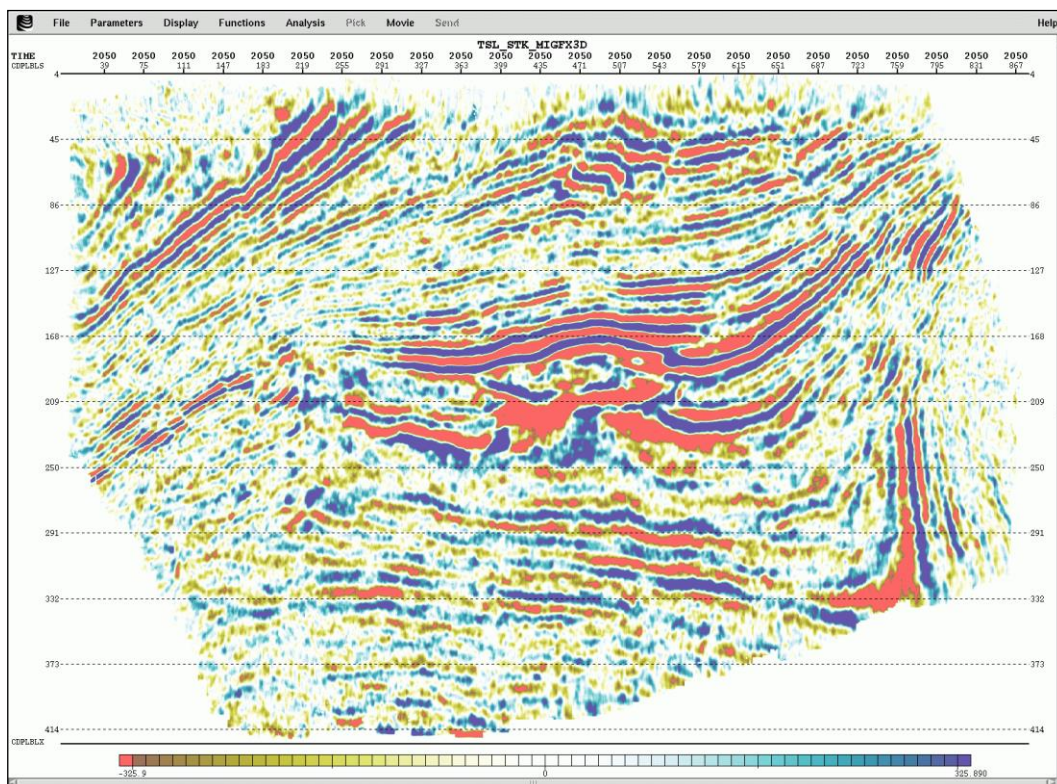 File Parameters Display Functions Analysis Pick Movie Send Help
TSL_STK_MIGFX3D
TIME 2050 2050 2050 2050 2050 2050 2050 2050 2050 2050 2050 2050 2050 2050 2050 2050 2050 2050 2050 2050 2050 2050 2050 2050
CDPLBLS 39 75 111 147 183 219 255 291 327 363 399 435 471 507 543 579 615 651 687 723 759 795 831 867
4 4
45 45
86 86
127 127
168 168
209 209
250 250
291 291
332 332
373 373
414 414
CDPLBLX
-325.9 0 325.890